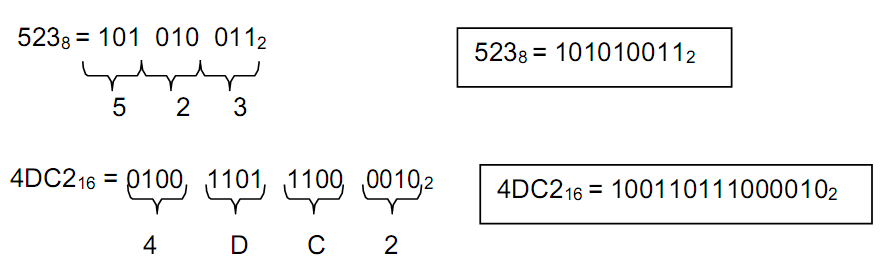 523₈ = 101 010 011₂
5 2 3
523₈ = 101010011₂
4DC2₁₆ = 0100 1101 1100 0010₂
4 D C 2
4DC2₁₆ = 100110111000010₂